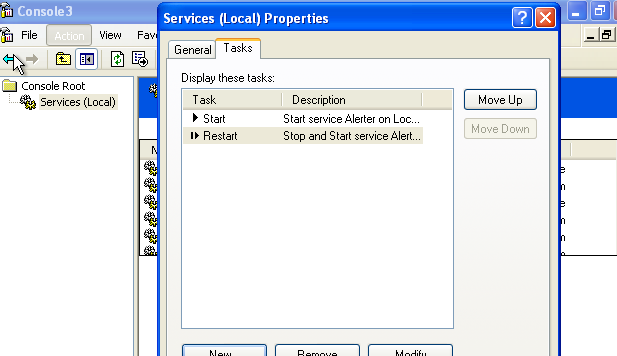 Console3
Services (Local) Properties
File Action View
General Tasks
Console Root
Services (Local)
Display these tasks:
Task Description
Start Start service Alerter on Loc...
Restart Stop and Start service Alert...
Move Up
Move Down
New... Remove Modify